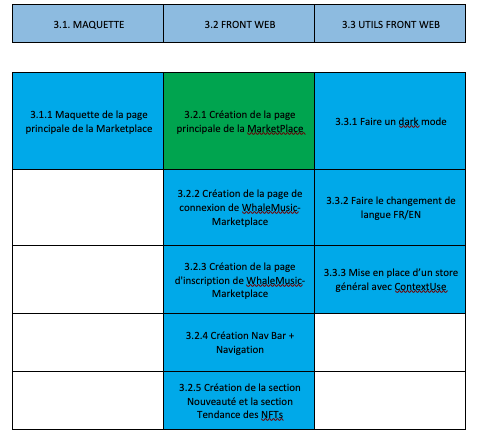 3.1. MAQUETTE
3.2 FRONT WEB
3.3 UTILS FRONT WEB
3.1.1 Maquette de la page
principale de la Marketplace
3.2.1 Création de la page
principale de la MarketPlace
3.3.1 Faire un dark mode
3.2.2 Création de la page de
connexion de WhaleMusic-
Marketplace
3.3.2 Faire le changement de
langue FR/EN
3.2.3 Création de la page
d'inscription de WhaleMusic-
Marketplace
3.3.3 Mise en place d'un store
général avec ContextUse
3.2.4 Création Nav Bar +
Navigation
3.2.5 Création de la section
Nouveauté et la section
Tendance des NFTs